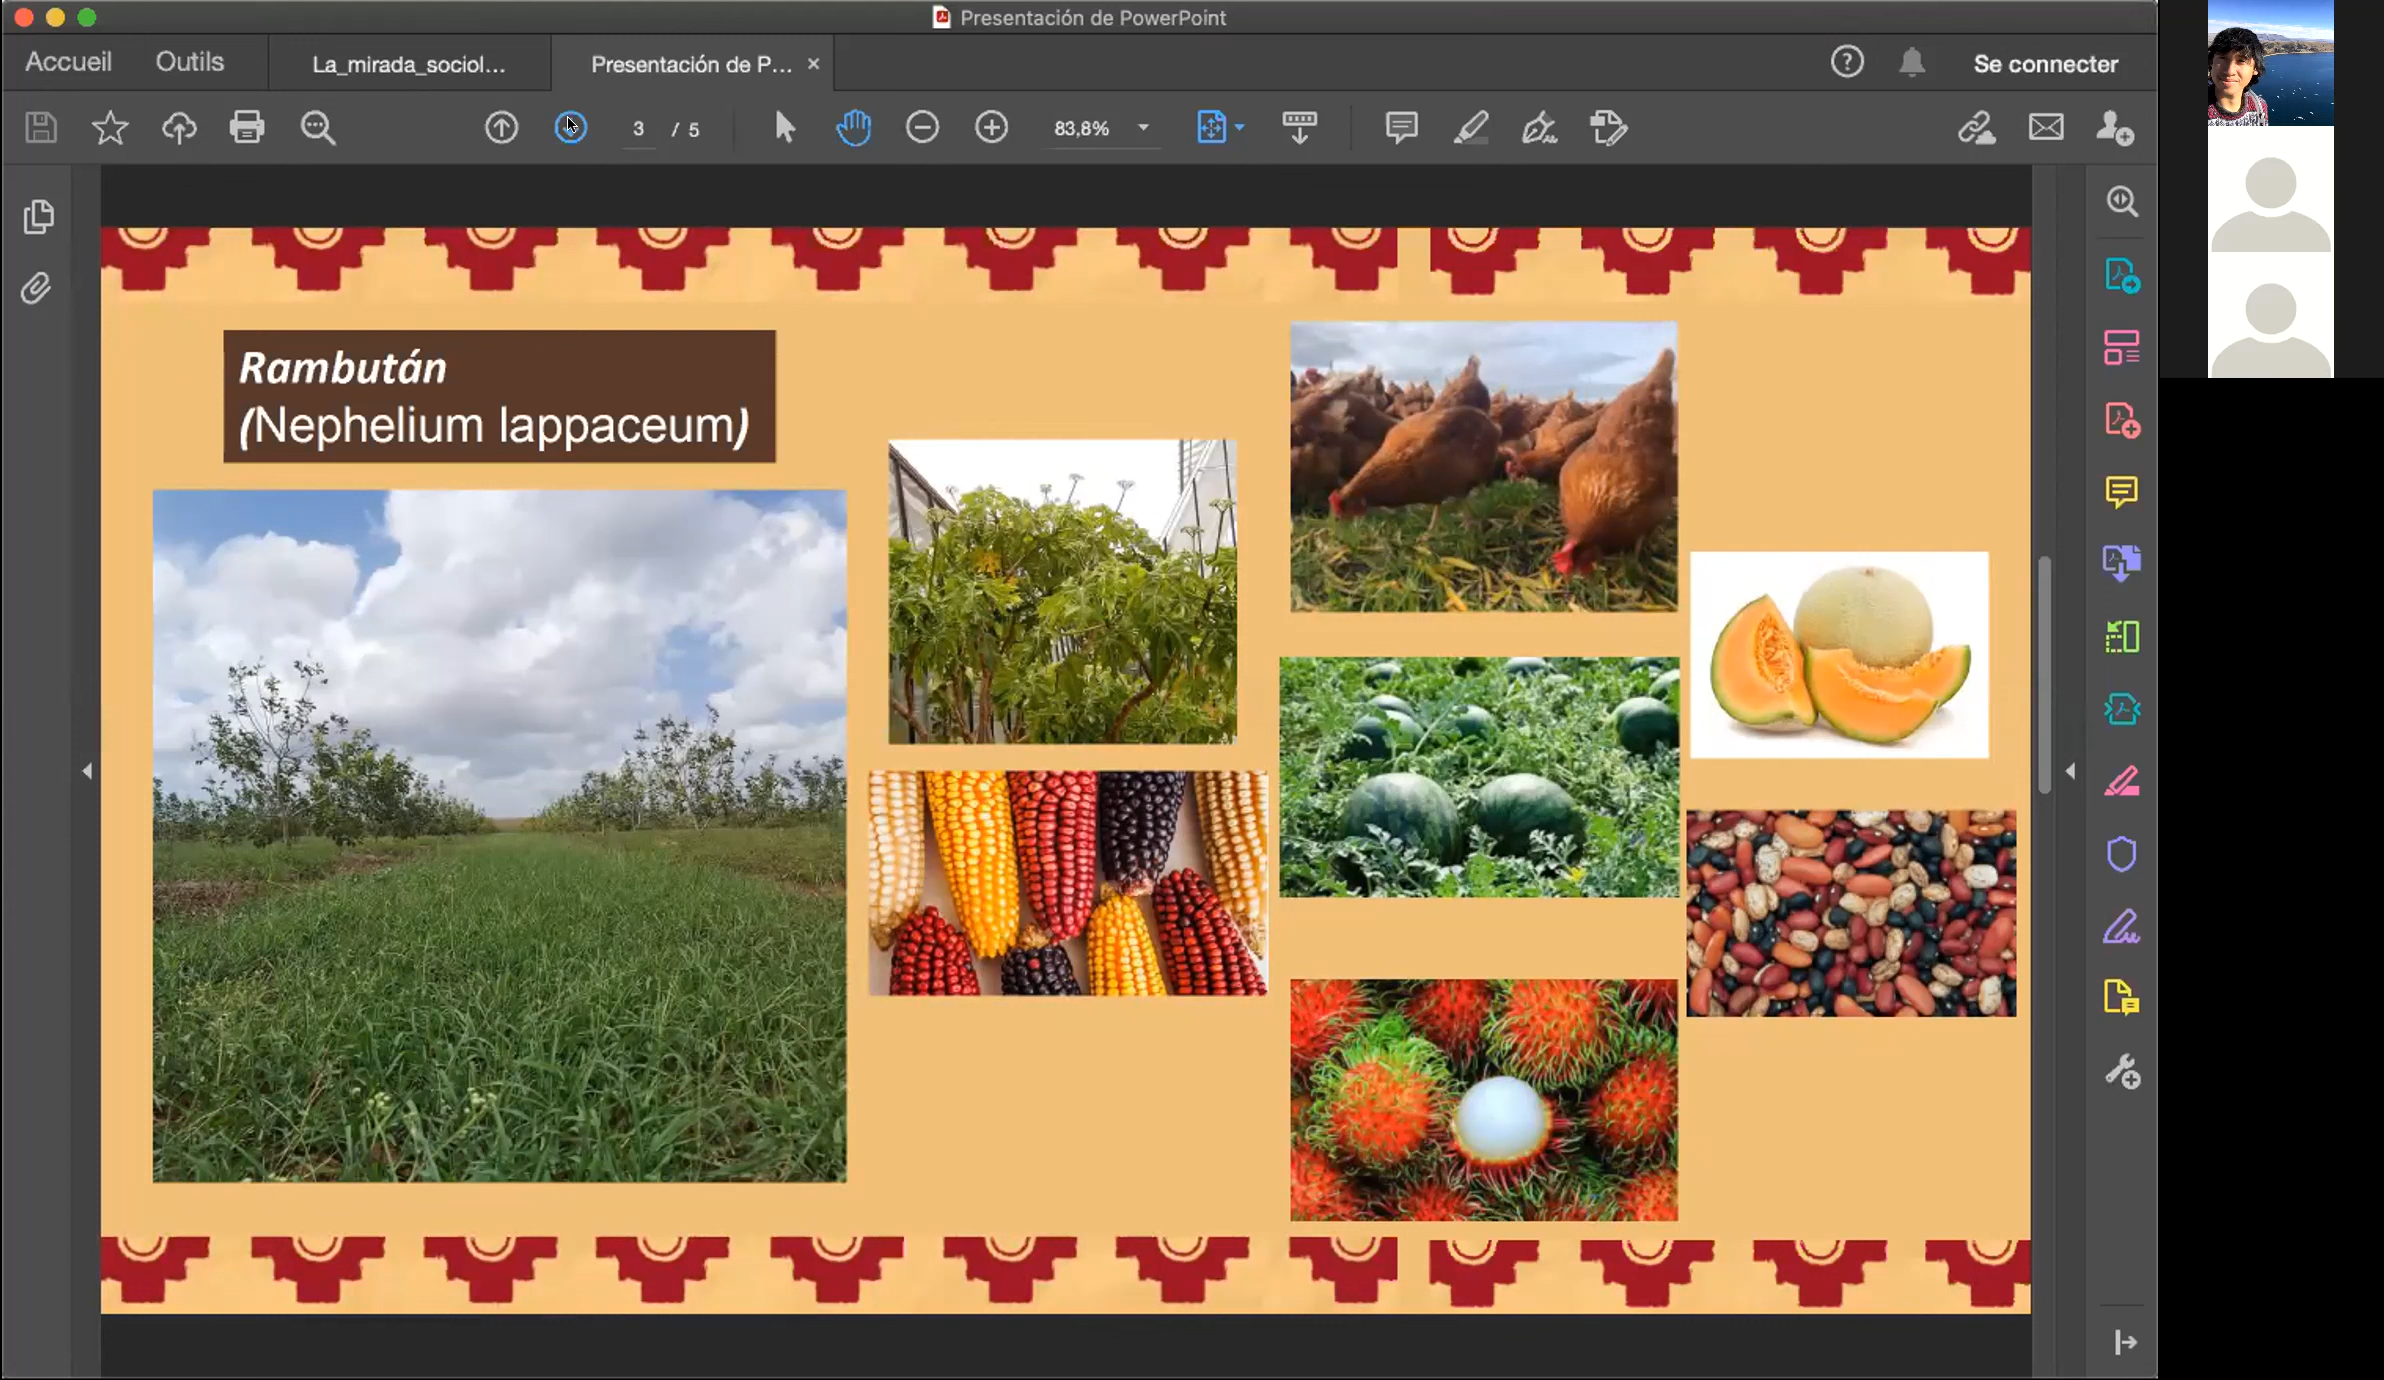 Presentación de PowerPoint
Accueil
Outils
La_mirada_sociol...
Presentación de P...
Se connecter
3 / 5
83,8%
Rambután
(Nephelium lappaceum)